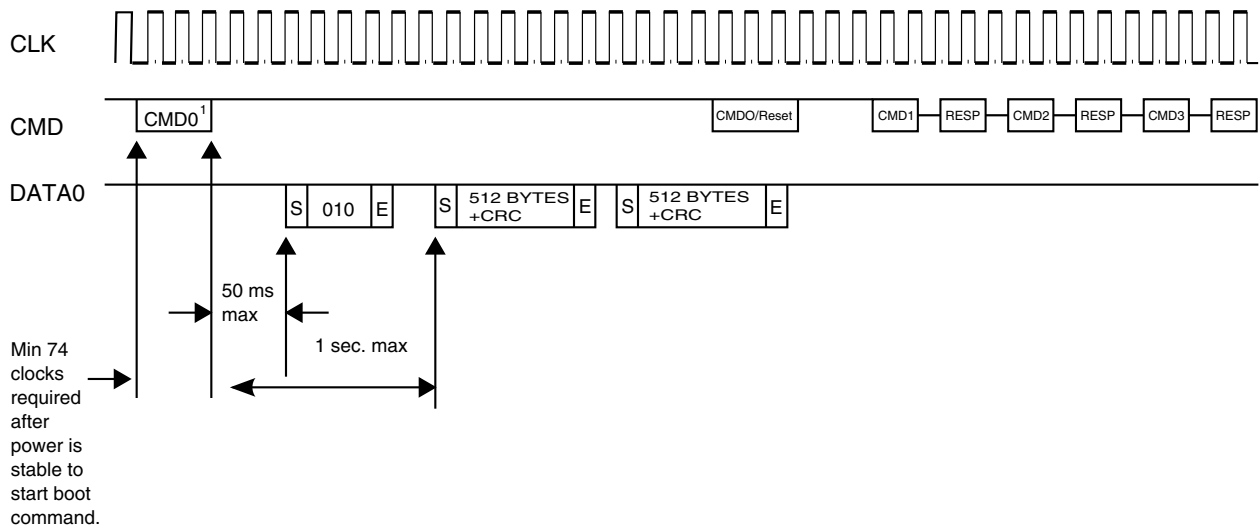 CLK
CMD
CMD0¹
CMDO/Reset
CMD1
RESP
CMD2
RESP
CMD3
RESP
DATA0
S
010
E
S
512 BYTES
+CRC
E
S
512 BYTES
+CRC
E
50 ms
max
1 sec. max
Min 74
clocks
required
after
power is
stable to
start boot
command.